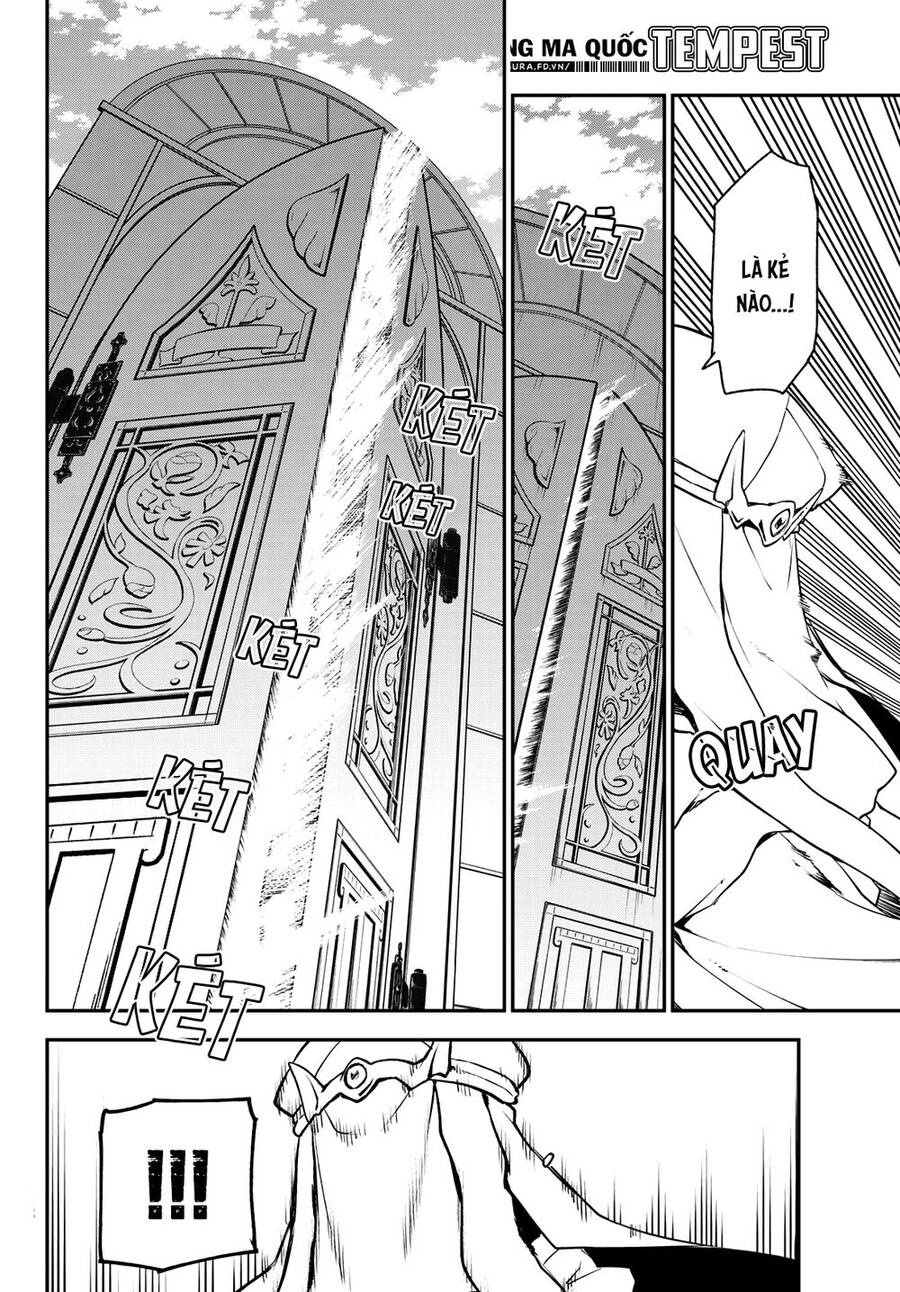 NG MA QUỐC TEMPEST
URA.FD.VN/
LÀ KẺ
NÀO...!
QUAY
KÉT
KÉT
KÉT
KÉT
KÉT
KÉT
!!!